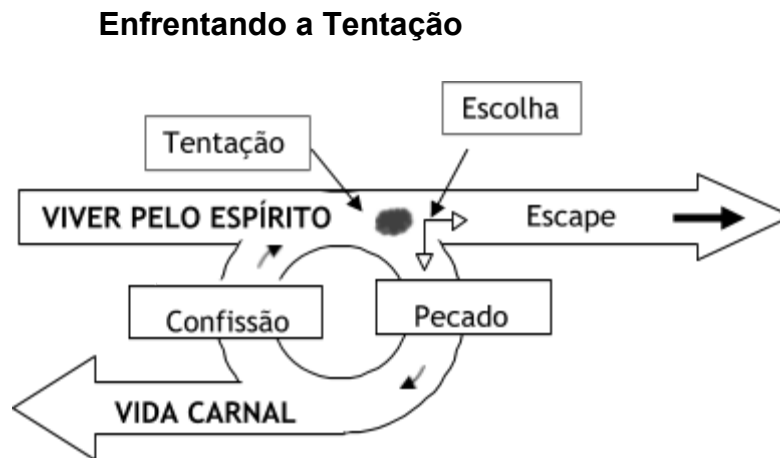 Enfrentando a Tentação
Escolha
Tentação
VIVER PELO ESPÍRITO
Escape
Confissão
Pecado
VIDA CARNAL